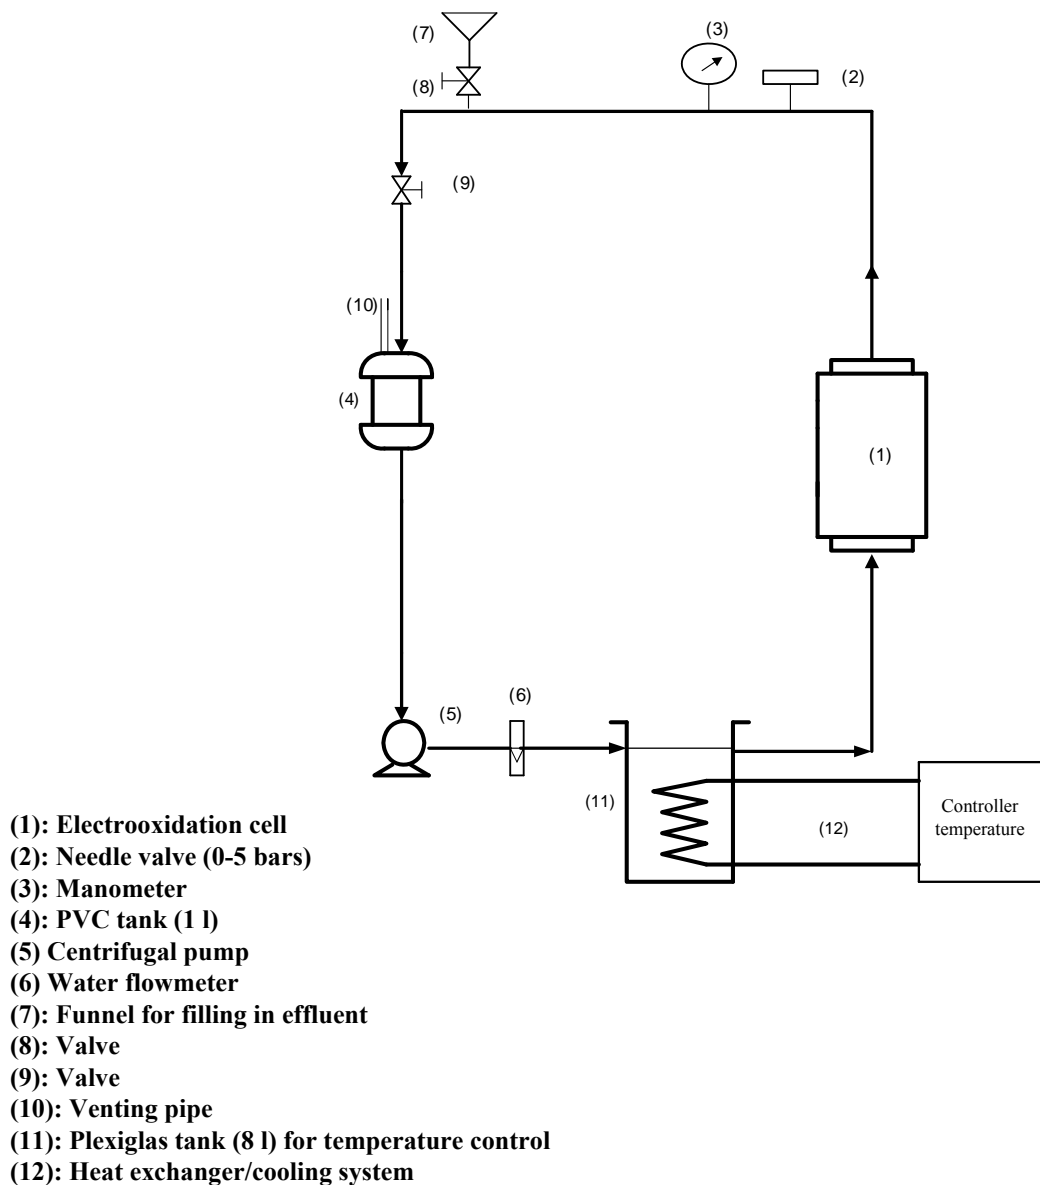 (7)
(3)
(8)
(2)
(9)
(10)
(4)
(1)
(6)
(5)
(11)
(12)
Controller
temperature
(1): Electrooxidation cell
(2): Needle valve (0-5 bars)
(3): Manometer
(4): PVC tank (1 l)
(5) Centrifugal pump
(6) Water flowmeter
(7): Funnel for filling in effluent
(8): Valve
(9): Valve
(10): Venting pipe
(11): Plexiglas tank (8 l) for temperature control
(12): Heat exchanger/cooling system